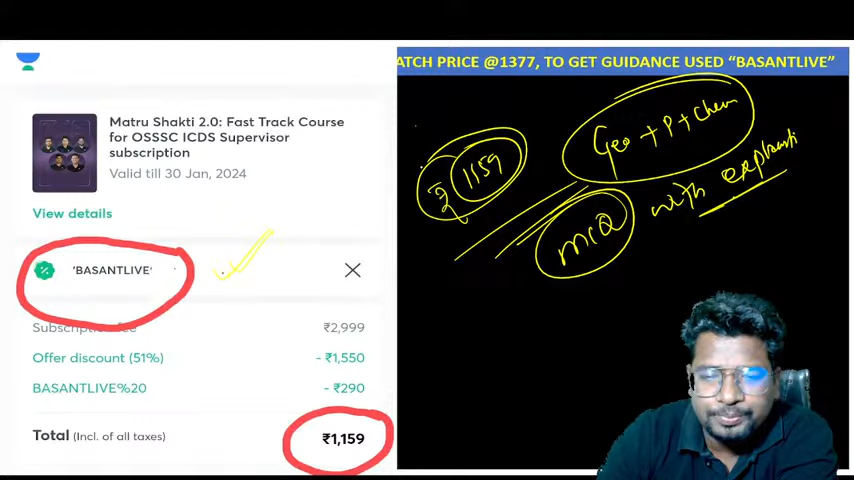 ATCH PRICE @1377, TO GET GUIDANCE USED “BASANTLIVE”
Matru Shakti 2.0: Fast Track Course
for OSSSC ICDS Supervisor
subscription
Valid till 30 Jan, 2024
View details
'BASANTLIVE'
Subscription fee ₹2,999
Offer discount (51%) - ₹1,550
BASANTLIVE%20 - ₹290
Total (Incl. of all taxes) ₹1,159
₹ 1159
Geo + P + Chem
MCQ with